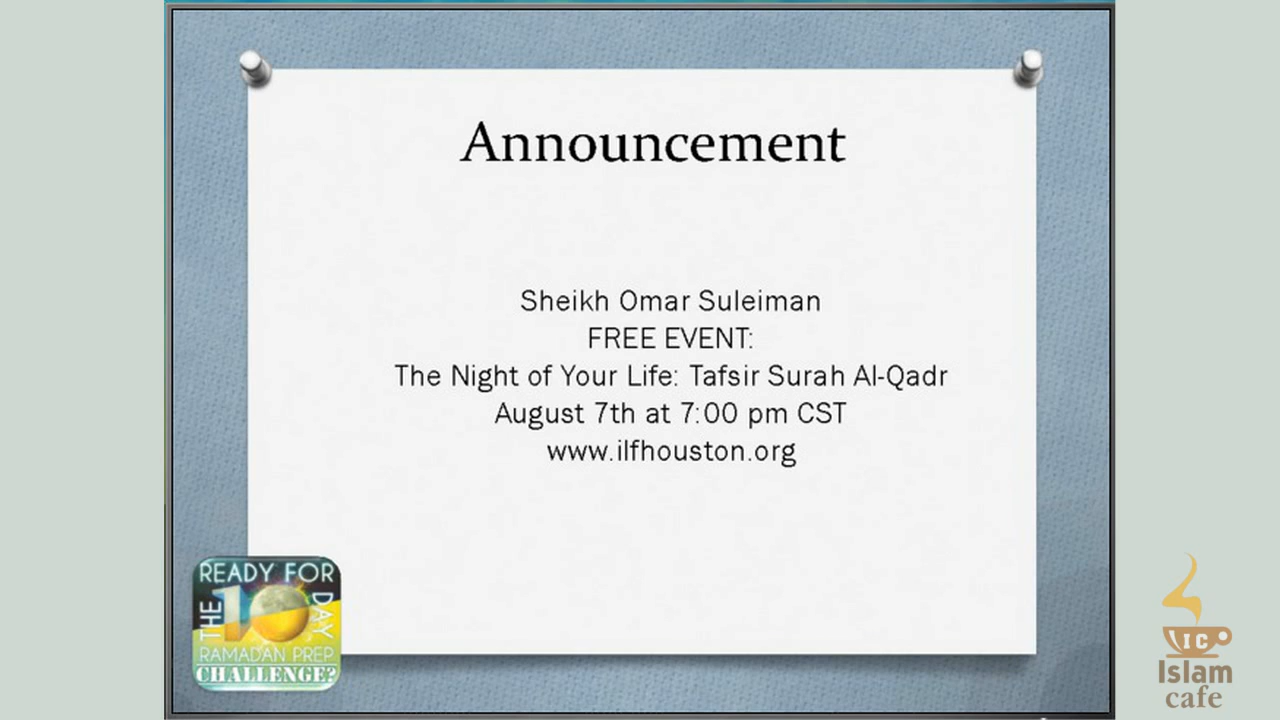 Announcement
Sheikh Omar Suleiman
FREE EVENT:
The Night of Your Life: Tafsir Surah Al-Qadr
August 7th at 7:00 pm CST
www.ilfhouston.org
READY FOR
THE 10 DAY
RAMADAN PREP
CHALLENGE?
IC
Islam
cafe